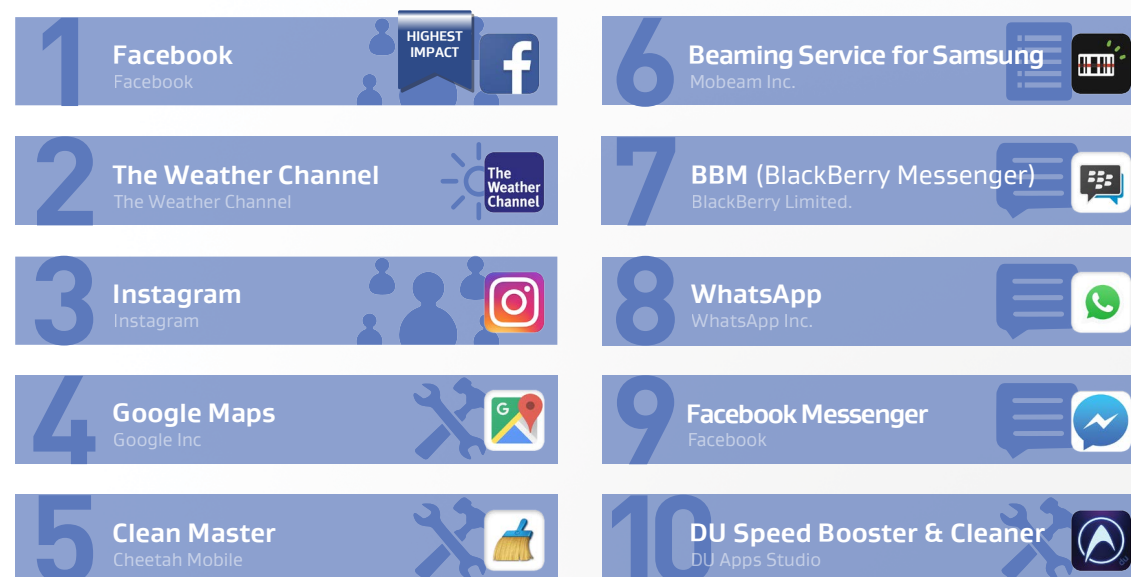 1
Facebook
Facebook
HIGHEST
IMPACT
f
2
The Weather Channel
The Weather Channel
The
Weather
Channel
3
Instagram
Instagram
4
Google Maps
Google Inc
G
5
Clean Master
Cheetah Mobile
6
Beaming Service for Samsung
Mobeam Inc.
7
BBM (BlackBerry Messenger)
BlackBerry Limited.
8
WhatsApp
WhatsApp Inc.
9
Facebook Messenger
Facebook
10
DU Speed Booster & Cleaner
DU Apps Studio
du